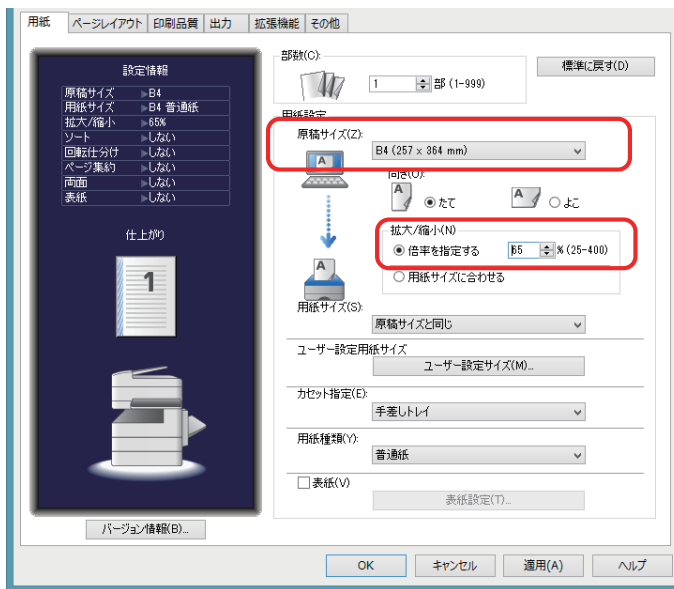 用紙 ページレイアウト 印刷品質 出力 拡張機能 その他
設定情報
原稿サイズ ▶B4
用紙サイズ ▶B4 普通紙
拡大/縮小 ▶65%
ソート ▶しない
回転仕分け ▶しない
ページ集約 ▶しない
両面 ▶しない
表紙 ▶しない
仕上がり
1
バージョン情報(B)...
部数(C):
1 部 (1-999)
標準に戻す(D)
用紙設定
原稿サイズ(Z):
B4 (257 x 364 mm)
向き(O):
A たて A よこ
拡大/縮小(N)
倍率を指定する 65 % (25-400)
用紙サイズに合わせる
A
A
用紙サイズ(S):
原稿サイズと同じ
ユーザー設定用紙サイズ
ユーザー設定サイズ(M)...
カセット指定(E):
手差しトレイ
用紙種類(Y):
普通紙
表紙(V)
表紙設定(T)...
OK キャンセル 適用(A) ヘルプ